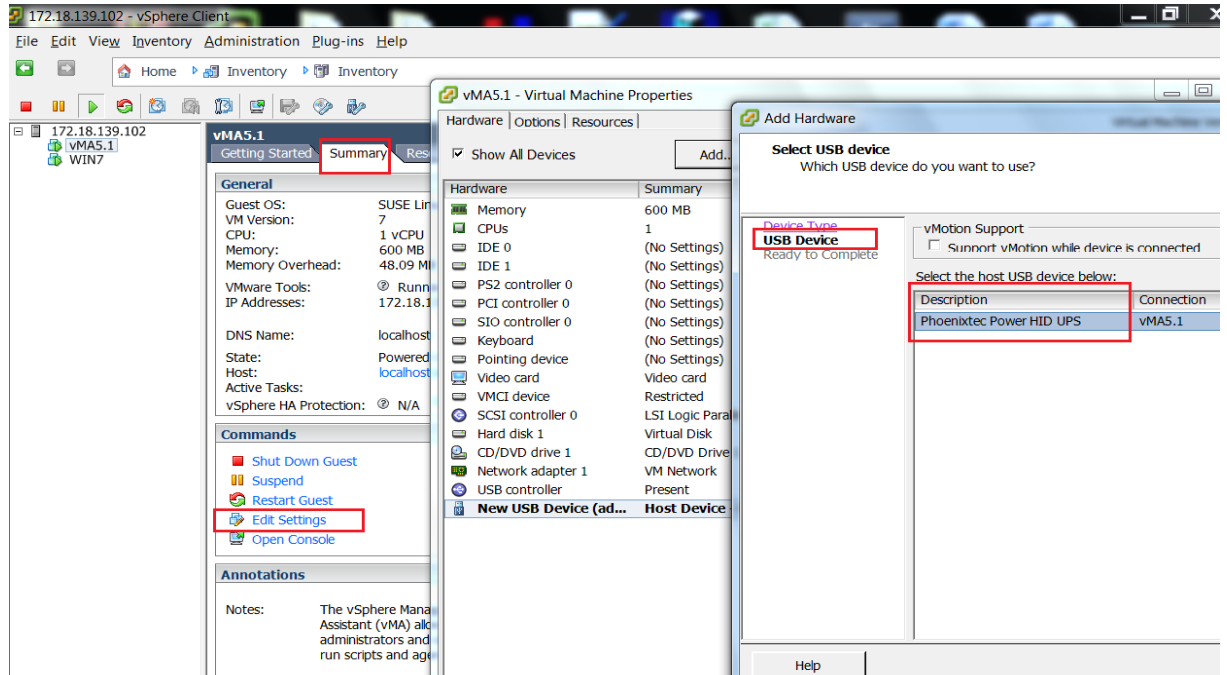 172.18.139.102 - vSphere Client
File Edit View Inventory Administration Plug-ins Help
Home Inventory Inventory
172.18.139.102
vMA5.1
WIN7
vMA5.1
Getting Started Summary
General
Guest OS: SUSE Lin
VM Version: 7
CPU: 1 vCPU
Memory: 600 MB
Memory Overhead: 48.09 M
VMware Tools: Runn
IP Addresses: 172.18.1
DNS Name: localhost
State: Powered
Host: localhost
Active Tasks:
vSphere HA Protection: N/A
Commands
Shut Down Guest
Suspend
Restart Guest
Edit Settings
Open Console
Annotations
Notes: The vSphere Mana
Assistant (vMA) allo
administrators and
run scripts and age
vMA5.1 - Virtual Machine Properties
Hardware Options Resources
Show All Devices Add..
Hardware Summary
Memory 600 MB
CPUs 1
IDE 0 (No Settings)
IDE 1 (No Settings)
PS2 controller 0 (No Settings)
PCI controller 0 (No Settings)
SIO controller 0 (No Settings)
Keyboard (No Settings)
Pointing device (No Settings)
Video card Video card
VMCI device Restricted
SCSI controller 0 LSI Logic Paral
Hard disk 1 Virtual Disk
CD/DVD drive 1 CD/DVD Drive
Network adapter 1 VM Network
USB controller Present
New USB Device (ad... Host Device
Add Hardware
Select USB device
Which USB device do you want to use?
Device Type
USB Device
Ready to Complete
vMotion Support
Support vMotion while device is connected
Select the host USB device below:
Description Connection
Phoenixtec Power HID UPS vMA5.1
Help